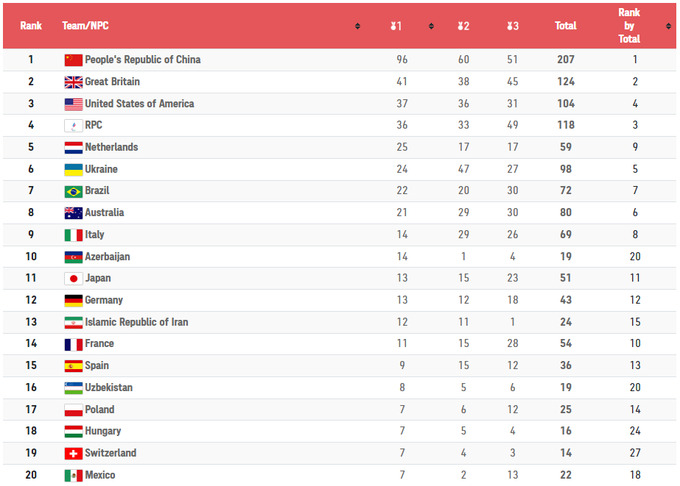 Rank Team/NPC 1 2 3 Total Rank by Total
1 People's Republic of China 96 60 51 207 1
2 Great Britain 41 38 45 124 2
3 United States of America 37 36 31 104 4
4 RPC 36 33 49 118 3
5 Netherlands 25 17 17 59 9
6 Ukraine 24 47 27 98 5
7 Brazil 22 20 30 72 7
8 Australia 21 29 30 80 6
9 Italy 14 29 26 69 8
10 Azerbaijan 14 1 4 19 20
11 Japan 13 15 23 51 11
12 Germany 13 12 18 43 12
13 Islamic Republic of Iran 12 11 1 24 15
14 France 11 15 28 54 10
15 Spain 9 15 12 36 13
16 Uzbekistan 8 5 6 19 20
17 Poland 7 6 12 25 14
18 Hungary 7 5 4 16 24
19 Switzerland 7 4 3 14 27
20 Mexico 7 2 13 22 18